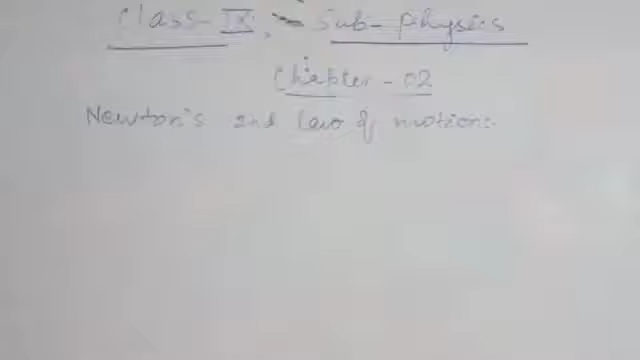 Class-IX, - Sub-Physics
Chapter-02
Newton's 2nd law of motion: